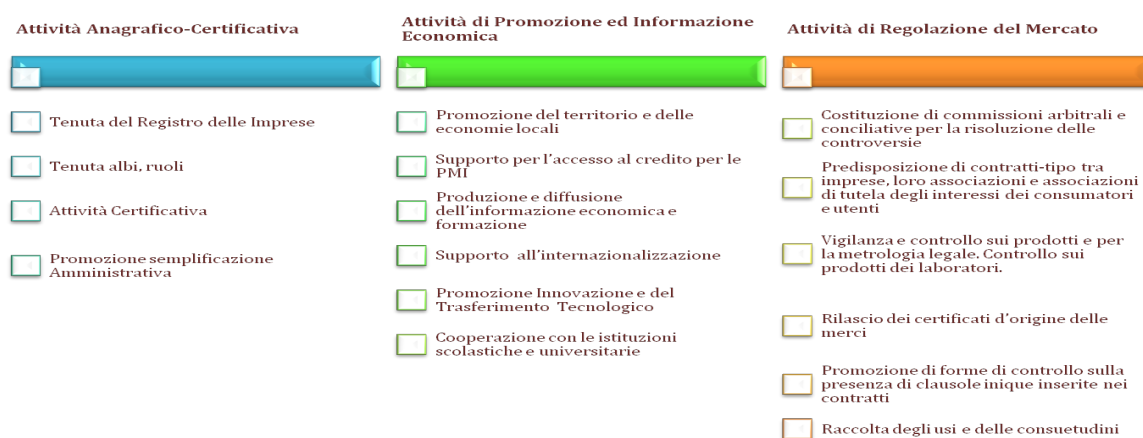 Attività Anagrafico-Certificativa
Tenuta del Registro delle Imprese
Tenuta albi, ruoli
Attività Certificativa
Promozione semplificazione
Amministrativa
Attività di Promozione ed Informazione
Economica
Promozione del territorio e delle
economie locali
Supporto per l'accesso al credito per le
PMI
Produzione e diffusione
dell'informazione economica e
formazione
Supporto all'internazionalizzazione
Promozione Innovazione e del
Trasferimento Tecnologico
Cooperazione con le istituzioni
scolastiche e universitarie
Attività di Regolazione del Mercato
Costituzione di commissioni arbitrali e
conciliative per la risoluzione delle
controversie
Predisposizione di contratti-tipo tra
imprese, loro associazioni e associazioni
di tutela degli interessi dei consumatori
e utenti
Vigilanza e controllo sui prodotti e per
la metrologia legale. Controllo sui
prodotti dei laboratori.
Rilascio dei certificati d'origine delle
merci
Promozione di forme di controllo sulla
presenza di clausole inique inserite nei
contratti
Raccolta degli usi e delle consuetudini